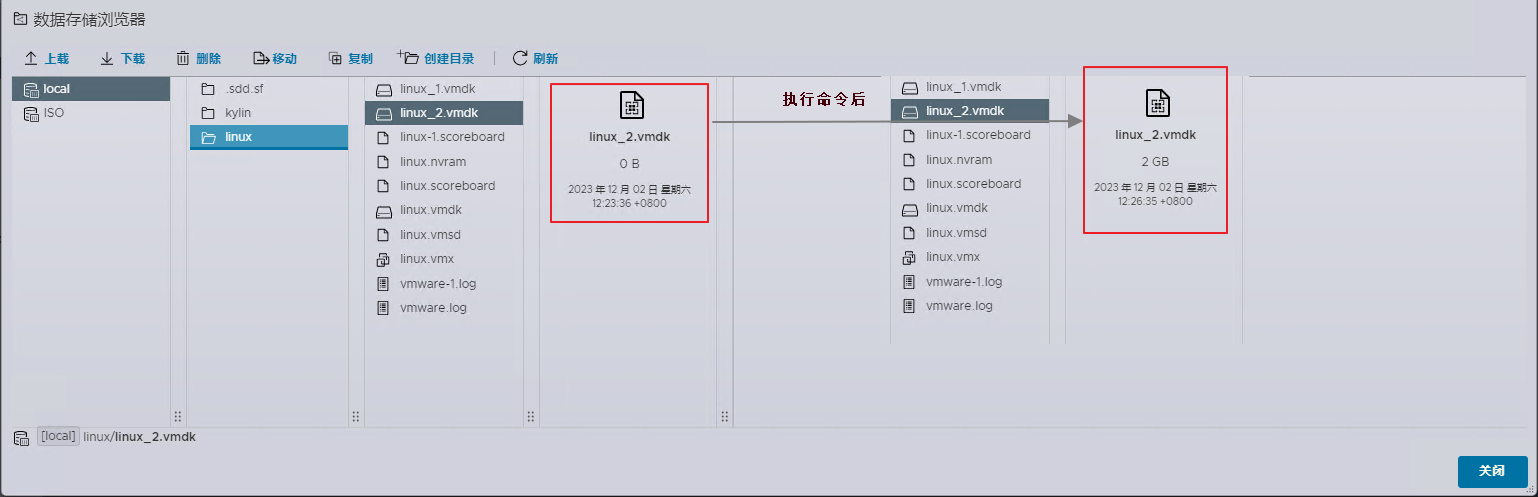 数据存储浏览器
上载 下载 删除 移动 复制 创建目录 刷新
local
ISO
.sdd.sf
kylin
linux
linux_1.vmdk
linux_2.vmdk
linux-1.scoreboard
linux.nvram
linux.scoreboard
linux.vmdk
linux.vmsd
linux.vmx
vmware-1.log
vmware.log
linux_2.vmdk
0 B
2023 年 12 月 02 日 星期六
12:23:36 +0800
执行命令后
linux_1.vmdk
linux_2.vmdk
linux-1.scoreboard
linux.nvram
linux.scoreboard
linux.vmdk
linux.vmsd
linux.vmx
vmware-1.log
vmware.log
linux_2.vmdk
2 GB
2023 年 12 月 02 日 星期六
12:26:35 +0800
[local] linux/linux_2.vmdk
关闭